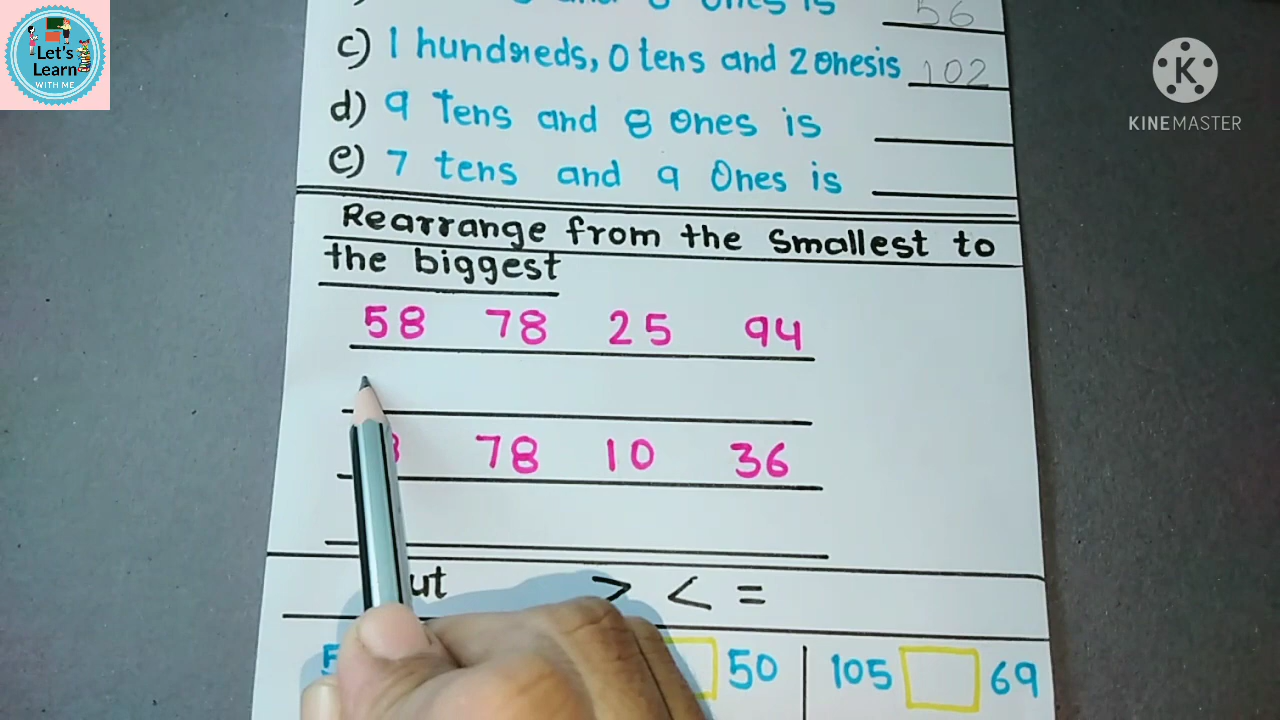 Let's
Learn
WITH ME
K
KINEMASTER
ones is 56
c) 1 hundreds, 0 tens and 2 onesis 102
d) 9 Tens and 8 Ones is
e) 7 tens and 9 Ones is
Rearrange from the Smallest to
the biggest
58 78 25 94
78 10 36
> < =
50 105 69